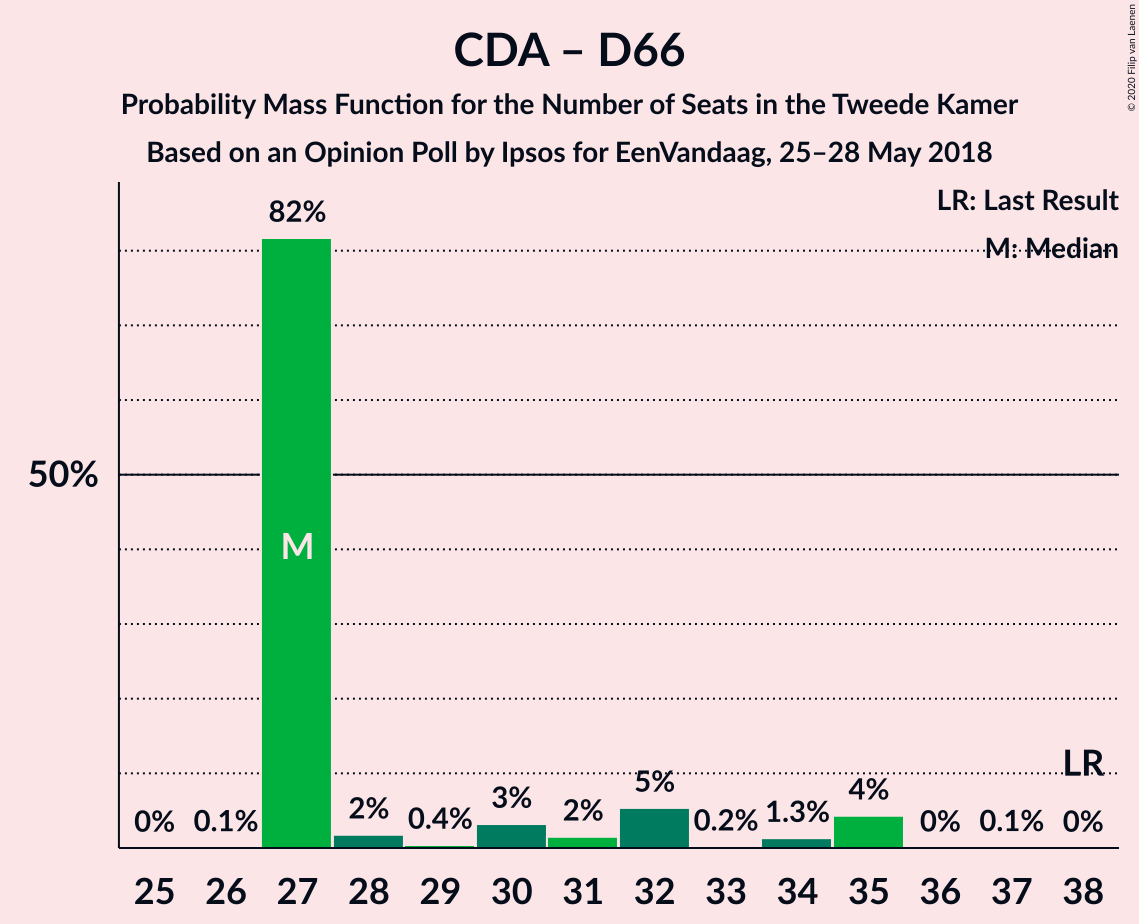 CDA – D66
Probability Mass Function for the Number of Seats in the Tweede Kamer
Based on an Opinion Poll by Ipsos for EenVandaag, 25–28 May 2018
© 2020 Filip van Laenen
LR: Last Result
M: Median
82%
50%
M
LR
0% 0.1% 2% 0.4% 3% 2% 5% 0.2% 1.3% 4% 0% 0.1% 0%
25 26 27 28 29 30 31 32 33 34 35 36 37 38